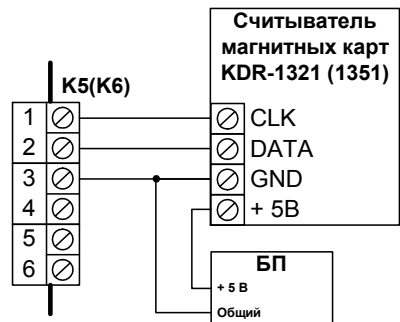 Считыватель
магнитных карт
KDR-1321 (1351)
K5(K6)
1
2
3
4
5
6
CLK
DATA
GND
+ 5В
БП
+ 5 В
Общий